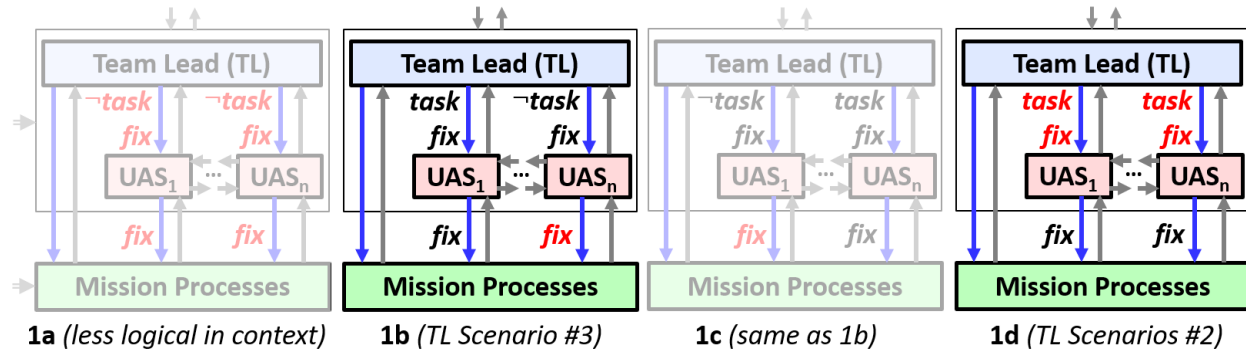 Team Lead (TL)
¬task ¬task
fix fix
UAS1 ... UASn
fix fix
Mission Processes
1a (less logical in context)
Team Lead (TL)
task ¬task
fix fix
UAS1 ... UASn
fix fix
Mission Processes
1b (TL Scenario #3)
Team Lead (TL)
¬task task
fix fix
UAS1 ... UASn
fix fix
Mission Processes
1c (same as 1b)
Team Lead (TL)
task task
fix fix
UAS1 ... UASn
fix fix
Mission Processes
1d (TL Scenarios #2)